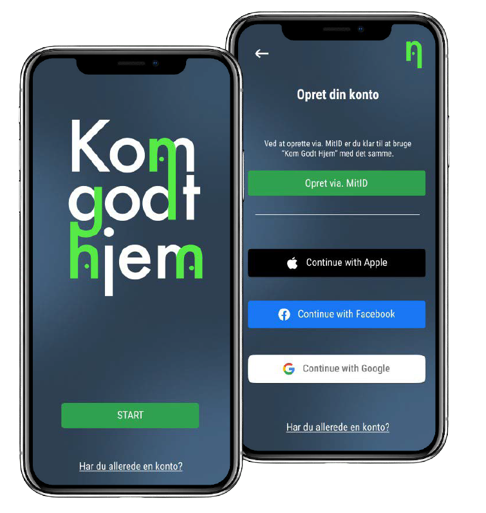 Kom
godt
hjem
START
Har du allerede en konto?
Opret din konto
Ved at oprette via. MitID er du klar til at bruge
"Kom Godt Hjem" med det samme.
Opret via. MitID
Continue with Apple
Continue with Facebook
Continue with Google
Har du allerede en konto?